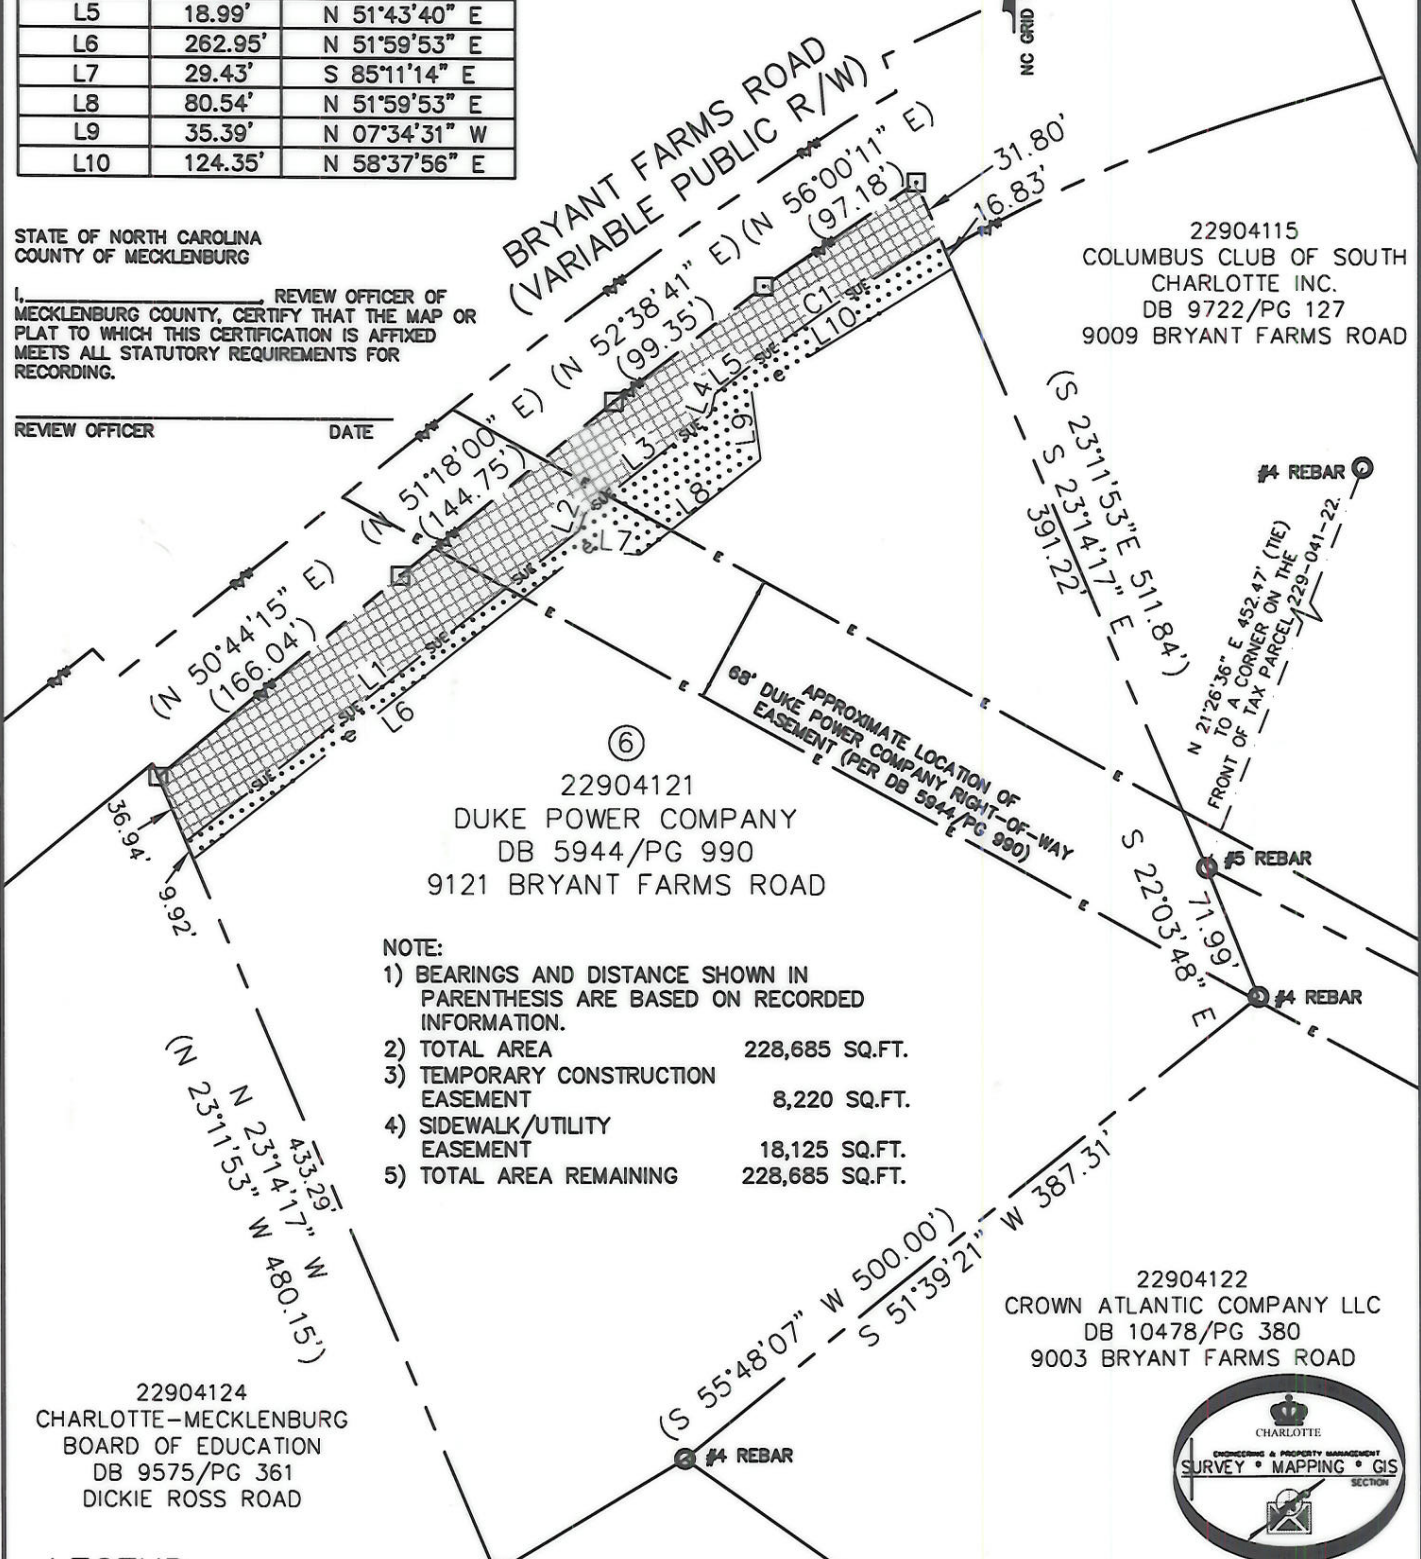 L5 18.99' N 51°43'40" E
L6 262.95' N 51°59'53" E
L7 29.43' S 85°11'14" E
L8 80.54' N 51°59'53" E
L9 35.39' N 07°34'31" W
L10 124.35' N 58°37'56" E
NC GRID
STATE OF NORTH CAROLINA
COUNTY OF MECKLENBURG
I,____________________, REVIEW OFFICER OF
MECKLENBURG COUNTY, CERTIFY THAT THE MAP OR
PLAT TO WHICH THIS CERTIFICATION IS AFFIXED
MEETS ALL STATUTORY REQUIREMENTS FOR
RECORDING.
REVIEW OFFICER DATE
BRYANT FARMS ROAD
(VARIABLE PUBLIC R/W)
(N 56°00'11" E)
(97.18')
(N 52°38'41" E)
(99.35')
(N 51°18'00" E)
(144.75')
(N 50°44'15" E)
(166.04')
31.80'
16.83'
C1
SUE
L10
L5
SUE
L4
e
L9
L3
SUE
L8
L2
SUE
e
L7
SUE
SUE
L1
L6
SUE
e
SUE
36.94'
9.92'
22904115
COLUMBUS CLUB OF SOUTH
CHARLOTTE INC.
DB 9722/PG 127
9009 BRYANT FARMS ROAD
(S 23°11'53"E 511.84')
S 23°14'17" E
391.22'
#4 REBAR
N 21°26'36" E 452.47' (TIE)
TO A CORNER ON THE
FRONT OF TAX PARCEL 229-041-22.
APPROXIMATE LOCATION OF
68' DUKE POWER COMPANY RIGHT-OF-WAY
EASEMENT (PER DB 5944/PG 990)
6
22904121
DUKE POWER COMPANY
DB 5944/PG 990
9121 BRYANT FARMS ROAD
#5 REBAR
71.99'
S 22°03'48" E
#4 REBAR
NOTE:
1) BEARINGS AND DISTANCE SHOWN IN
PARENTHESIS ARE BASED ON RECORDED
INFORMATION.
2) TOTAL AREA 228,685 SQ.FT.
3) TEMPORARY CONSTRUCTION
EASEMENT 8,220 SQ.FT.
4) SIDEWALK/UTILITY
EASEMENT 18,125 SQ.FT.
5) TOTAL AREA REMAINING 228,685 SQ.FT.
433.29'
N 23°14'17" W
(N 23°11'53" W 480.15')
(S 55°48'07" W 500.00')
S 51°39'21" W 387.31'
#4 REBAR
22904122
CROWN ATLANTIC COMPANY LLC
DB 10478/PG 380
9003 BRYANT FARMS ROAD
22904124
CHARLOTTE-MECKLENBURG
BOARD OF EDUCATION
DB 9575/PG 361
DICKIE ROSS ROAD
CHARLOTTE
ENGINEERING & PROPERTY MANAGEMENT
SURVEY * MAPPING * GIS
SECTION